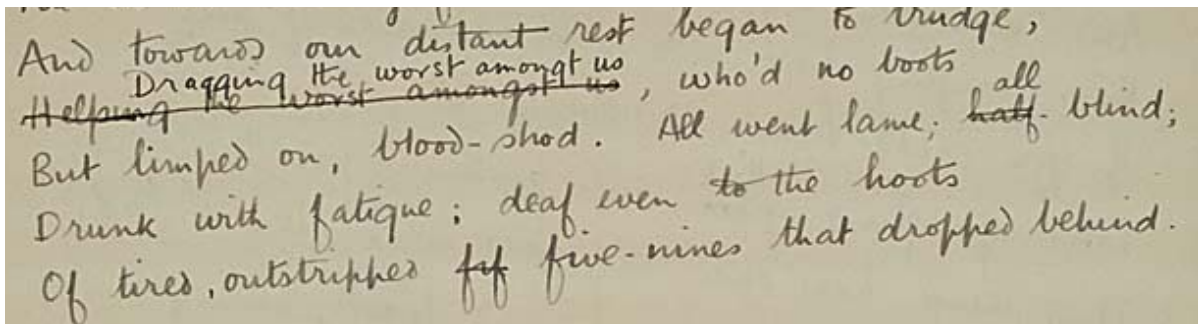 And towards our distant rest began to trudge,
Dragging the worst amongt us
Helping the worst amongst us, who'd no boots
all
But limped on, blood-shod. All went lame; half-blind;
Drunk with fatigue; deaf even to the hoots
Of tired, outstripped fif five-nines that dropped behind.